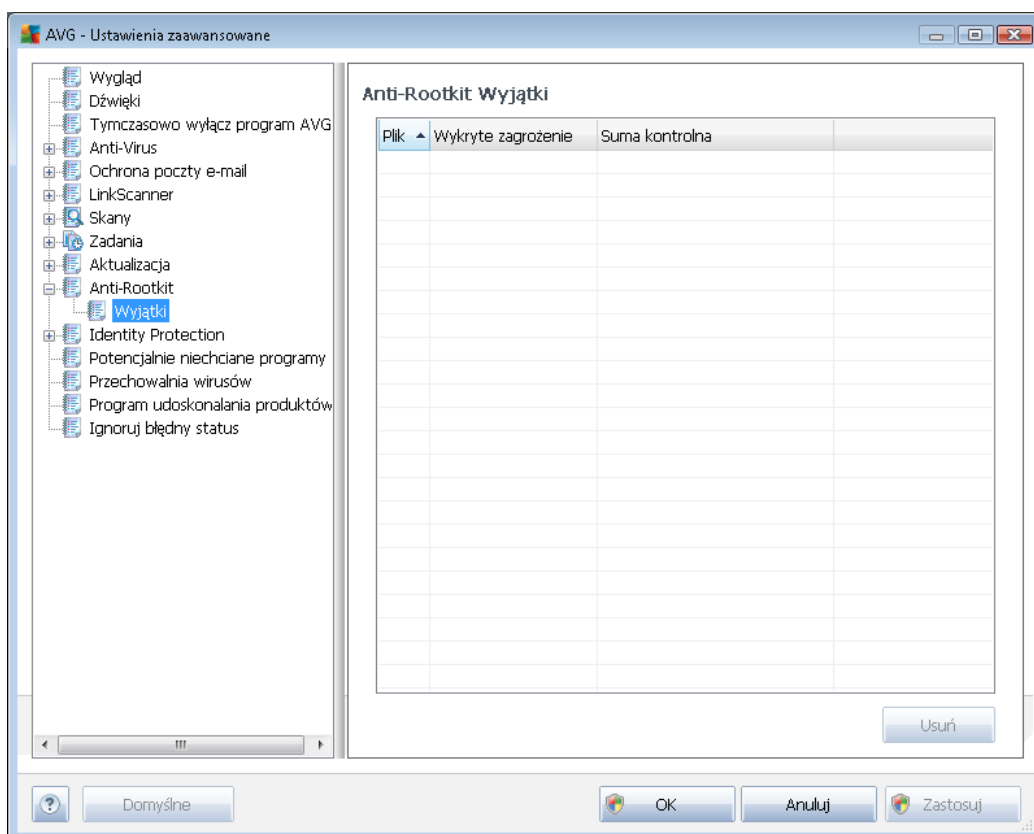 AVG - Ustawienia zaawansowane
Wygląd
Dźwięki
Tymczasowo wyłącz program AVG
Anti-Virus
Ochrona poczty e-mail
LinkScanner
Skany
Zadania
Aktualizacja
Anti-Rootkit
Wyjątki
Identity Protection
Potencjalnie niechciane programy
Przechowalnia wirusów
Program udoskonalania produktów
Ignoruj błędny status
Anti-Rootkit Wyjątki
Plik Wykryte zagrożenie Suma kontrolna
Usuń
? Domyślne OK Anuluj Zastosuj